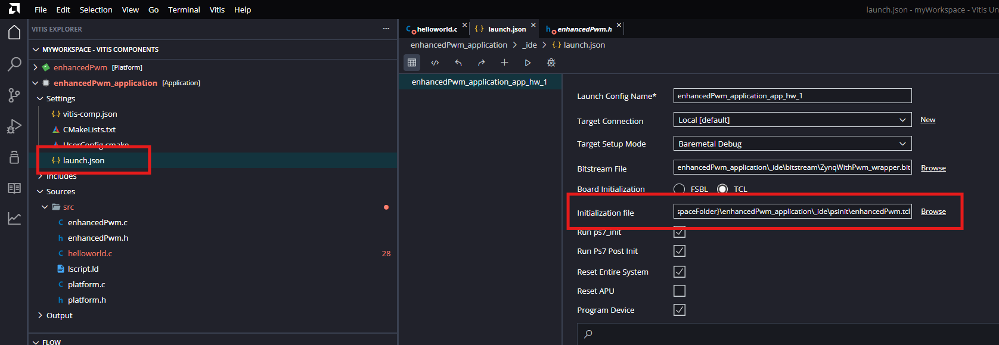 File Edit Selection View Go Terminal Vitis Help
launch.json - myWorkspace - Vitis Un
VITIS EXPLORER
MYWORKSPACE - VITIS COMPONENTS
enhancedPwm [Platform]
enhancedPwm_application [Application]
Settings
{} vitis-comp.json
CMakeLists.txt
UserConfig.cmake
{} launch.json
Includes
Sources
src
C enhancedPwm.c
h enhancedPwm.h
C helloworld.c 28
lscript.ld
C platform.c
h platform.h
Output
FLOW
C helloworld.c {} launch.json h enhancedPwm.h
enhancedPwm_application > _ide > {} launch.json
enhancedPwm_application_app_hw_1
Launch Config Name* enhancedPwm_application_app_hw_1
Target Connection Local [default] New
Target Setup Mode Baremetal Debug
Bitstream File enhancedPwm_application\_ide\bitstream\ZynqWithPwm_wrapper.bit Browse
Board Initialization FSBL TCL
Initialization file spaceFolder}\enhancedPwm_application\_ide\psinit\enhancedPwm.tcl Browse
Run ps7_init
Run Ps7 Post Init
Reset Entire System
Reset APU
Program Device